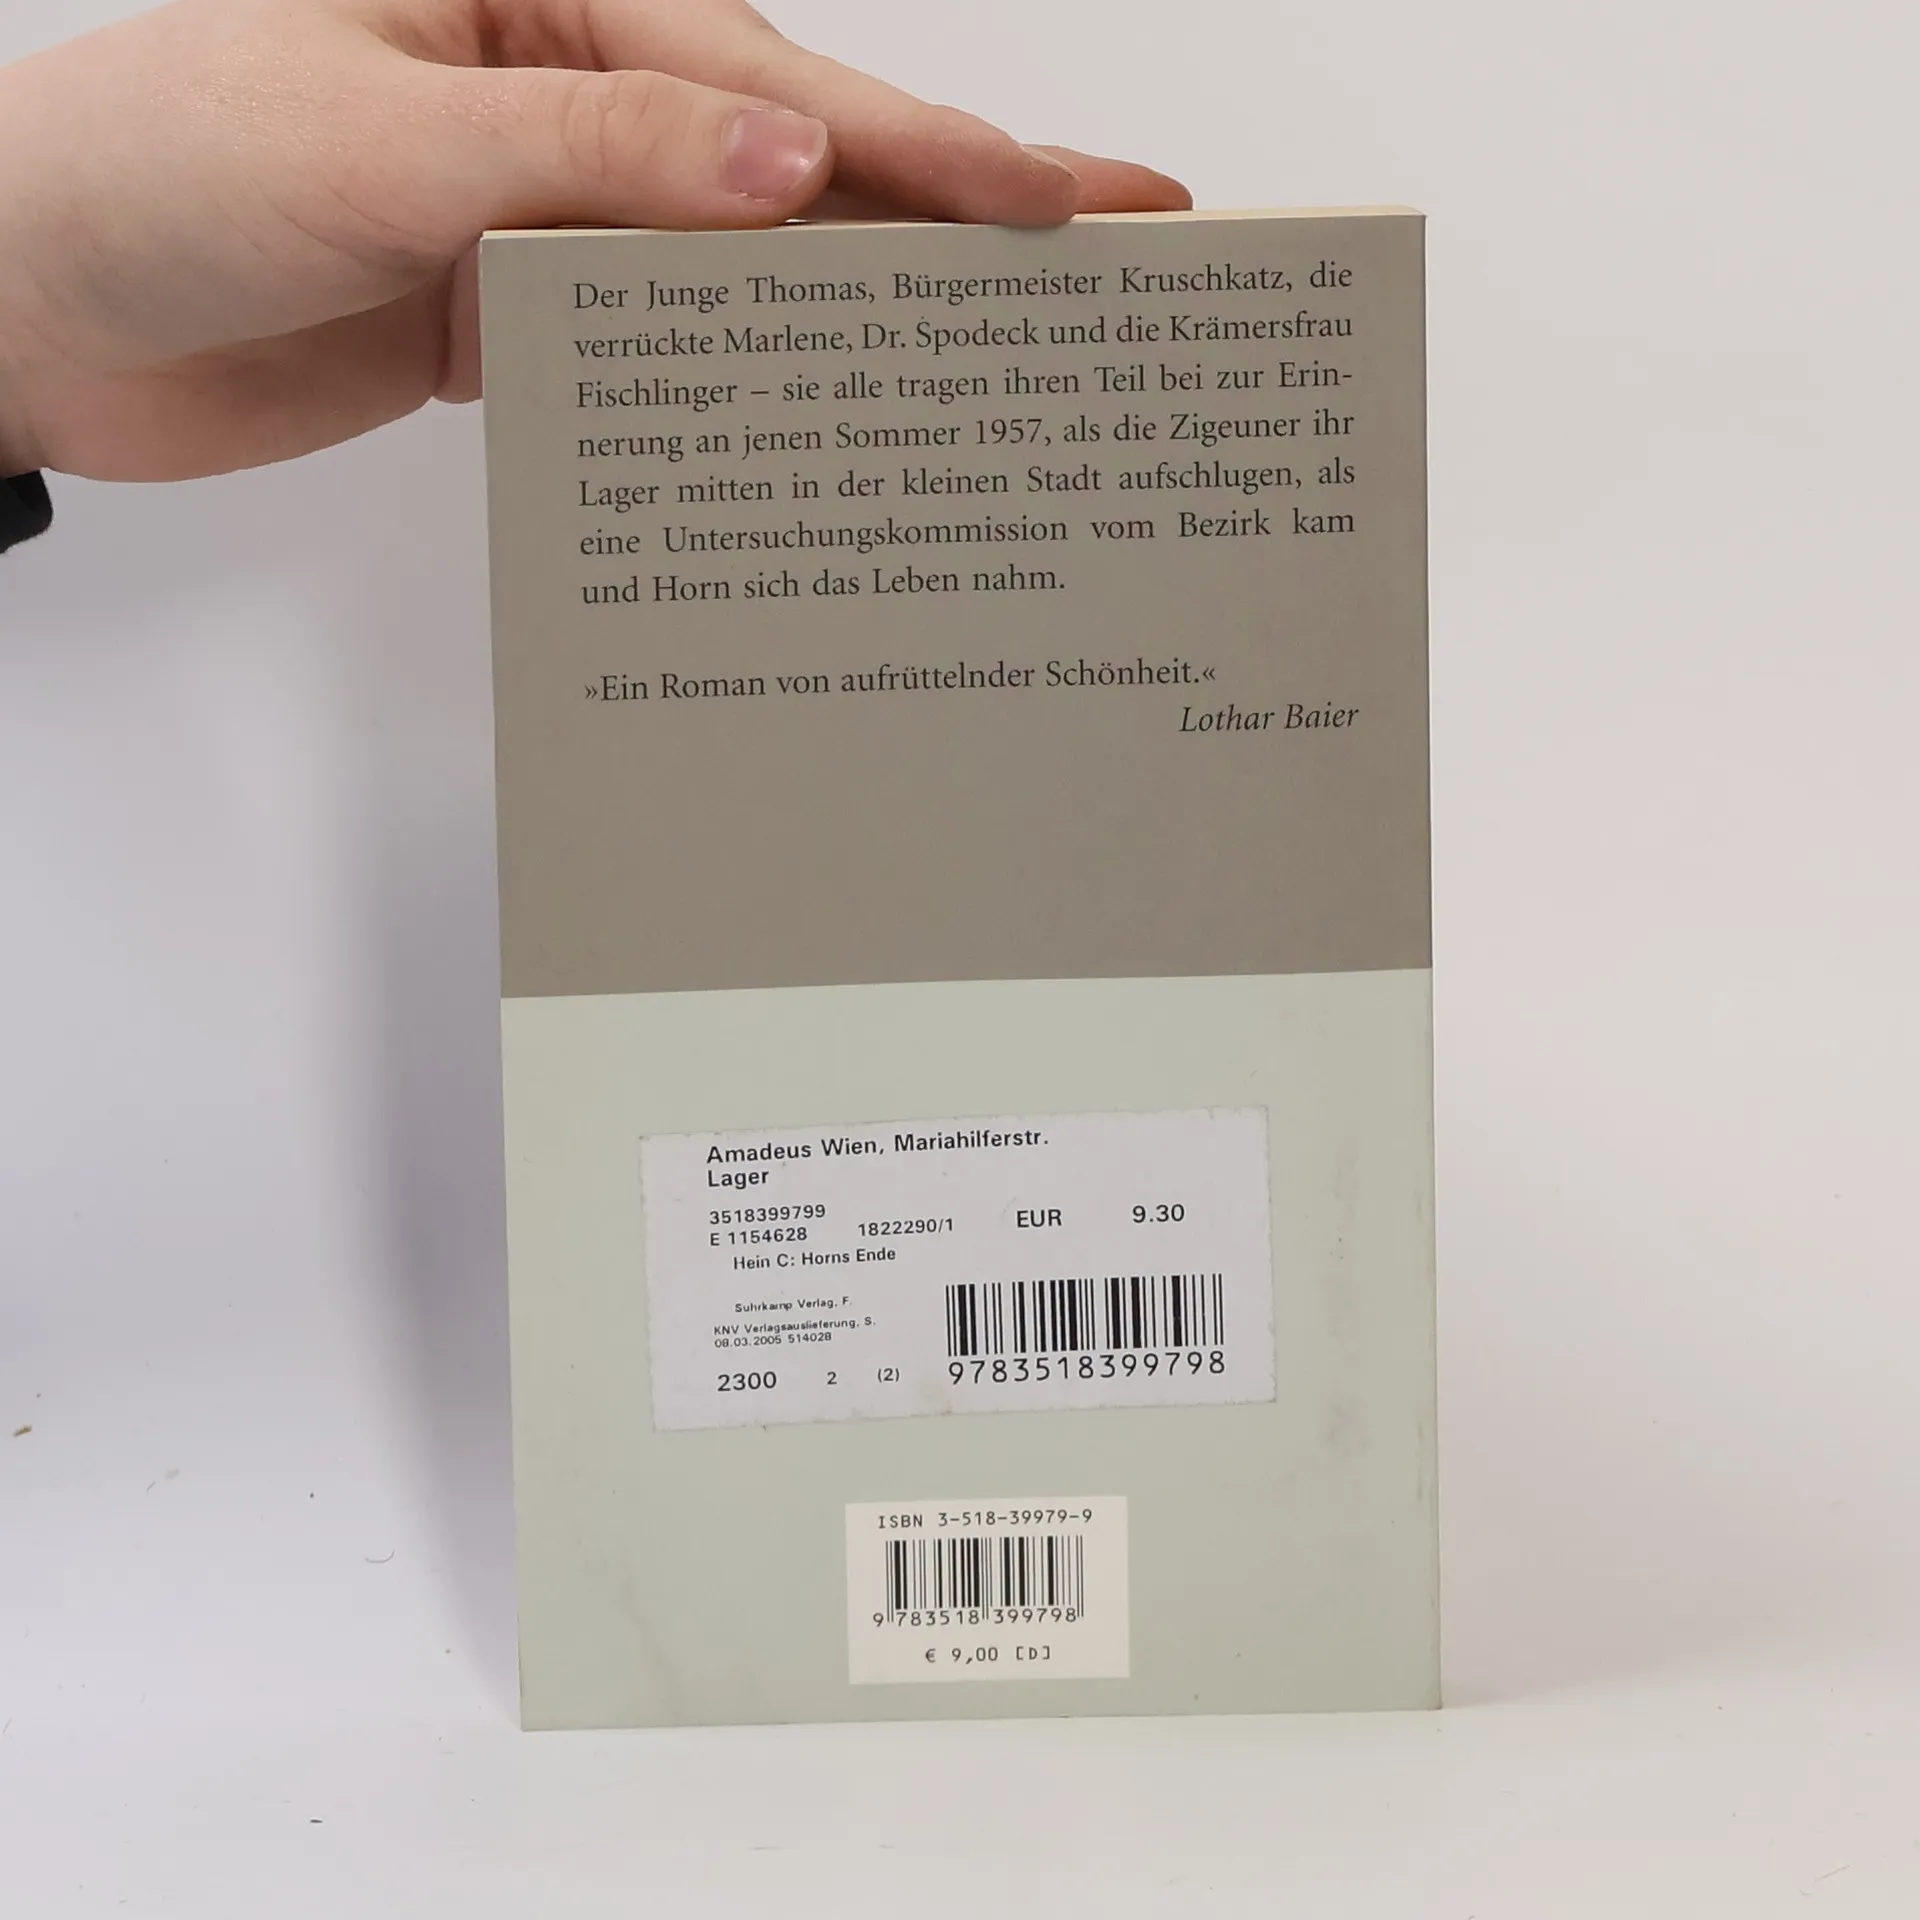 Der Junge Thomas, Bürgermeister Kruschkatz, die
verrückte Marlene, Dr. Spodeck und die Krämersfrau
Fischlinger – sie alle tragen ihren Teil bei zur Erin-
nerung an jenen Sommer 1957, als die Zigeuner ihr
Lager mitten in der kleinen Stadt aufschlugen, als
eine Untersuchungskommission vom Bezirk kam
und Horn sich das Leben nahm.
»Ein Roman von aufrüttelnder Schönheit.«
Lothar Baier
Amadeus Wien, Mariahilferstr.
Lager
3518399799
E 1154628 1822290/1 EUR 9.30
Hein C: Horns Ende
Suhrkamp Verlag, F.
KNV Verlagsauslieferung, S.
08.03.2005 514028
2300 2 (2)
9783518399798
ISBN 3-518-39979-9
9 783518 399798
€ 9,00 [D]